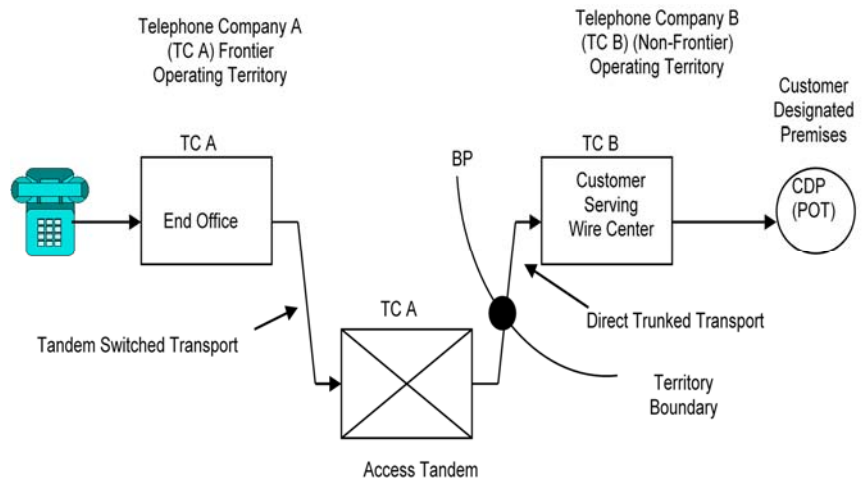 Telephone Company A
(TC A) Frontier
Operating Territory
Telephone Company B
(TC B) (Non-Frontier)
Operating Territory
Customer
Designated
Premises
TC A
End Office
BP
TC B
Customer
Serving
Wire Center
CDP
(POT)
Tandem Switched Transport
TC A
Direct Trunked Transport
Territory
Boundary
Access Tandem